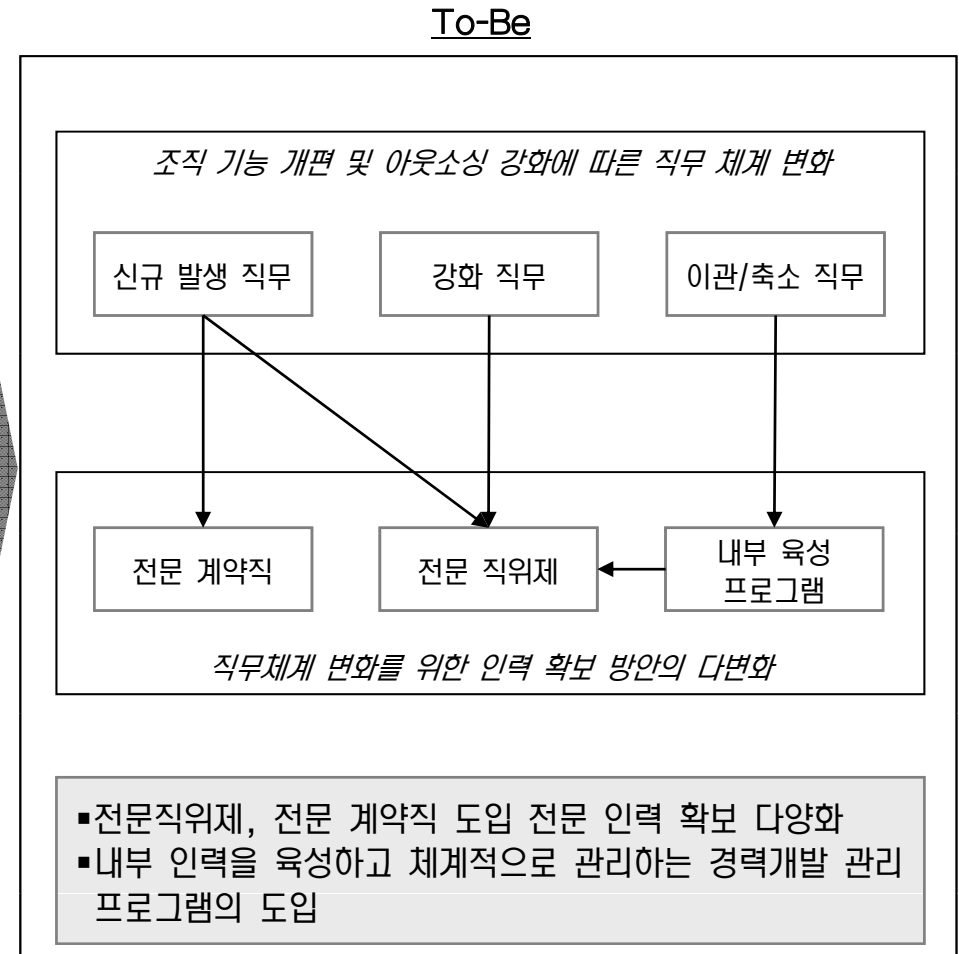 To-Be
조직 기능 개편 및 아웃소싱 강화에 따른 직무 체계 변화
신규 발생 직무
강화 직무
이관/축소 직무
전문 계약직
전문 직위제
내부 육성
프로그램
직무체계 변화를 위한 인력 확보 방안의 다변화
▪전문직위제, 전문 계약직 도입 전문 인력 확보 다양화
▪내부 인력을 육성하고 체계적으로 관리하는 경력개발 관리
프로그램의 도입